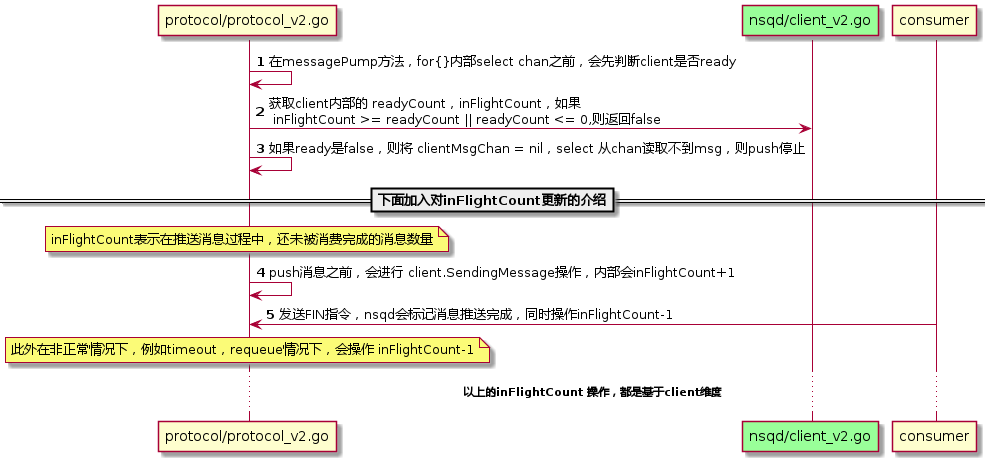 protocol/protocol_v2.go
nsqd/client_v2.go
consumer
1 在messagePump方法，for{}内部select chan之前，会先判断client是否ready
2 获取client内部的 readyCount，inFlightCount，如果
inFlightCount >= readyCount || readyCount <= 0,则返回false
3 如果ready是false，则将 clientMsgChan = nil，select 从chan读取不到msg，则push停止
下面加入对inFlightCount更新的介绍
inFlightCount表示在推送消息过程中，还未被消费完成的消息数量
4 push消息之前，会进行 client.SendingMessage操作，内部会inFlightCount+1
5 发送FIN指令，nsqd会标记消息推送完成，同时操作inFlightCount-1
此外在非正常情况下，例如timeout，requeue情况下，会操作 inFlightCount-1
以上的inFlightCount 操作，都是基于client维度
protocol/protocol_v2.go
nsqd/client_v2.go
consumer